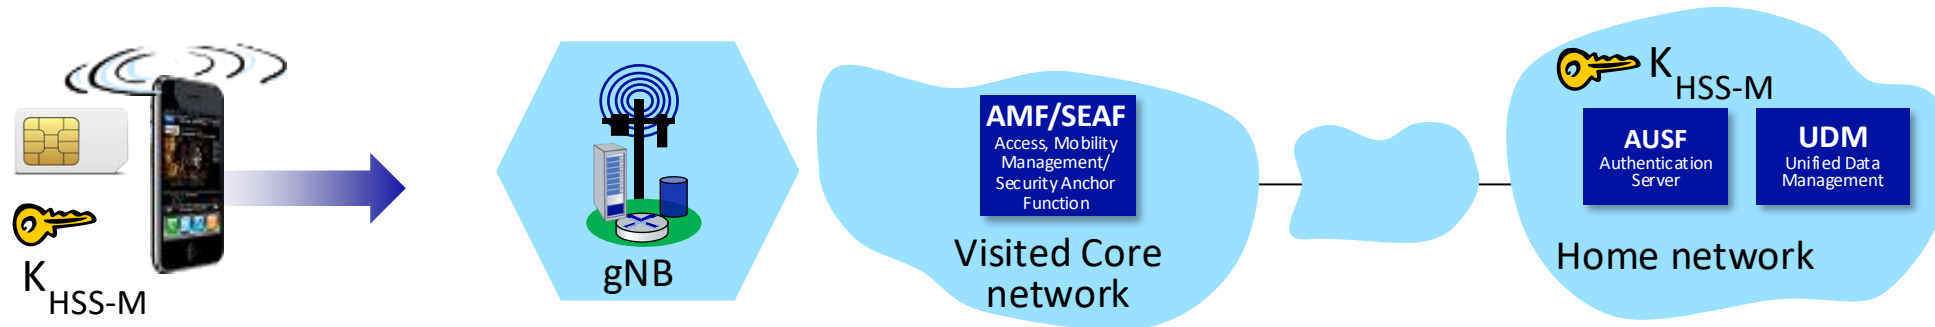 K
HSS-M
gNB
AMF/SEAF
Access, Mobility
Management/
Security Anchor
Function
Visited Core
network
K
HSS-M
AUSF
Authentication
Server
UDM
Unified Data
Management
Home network